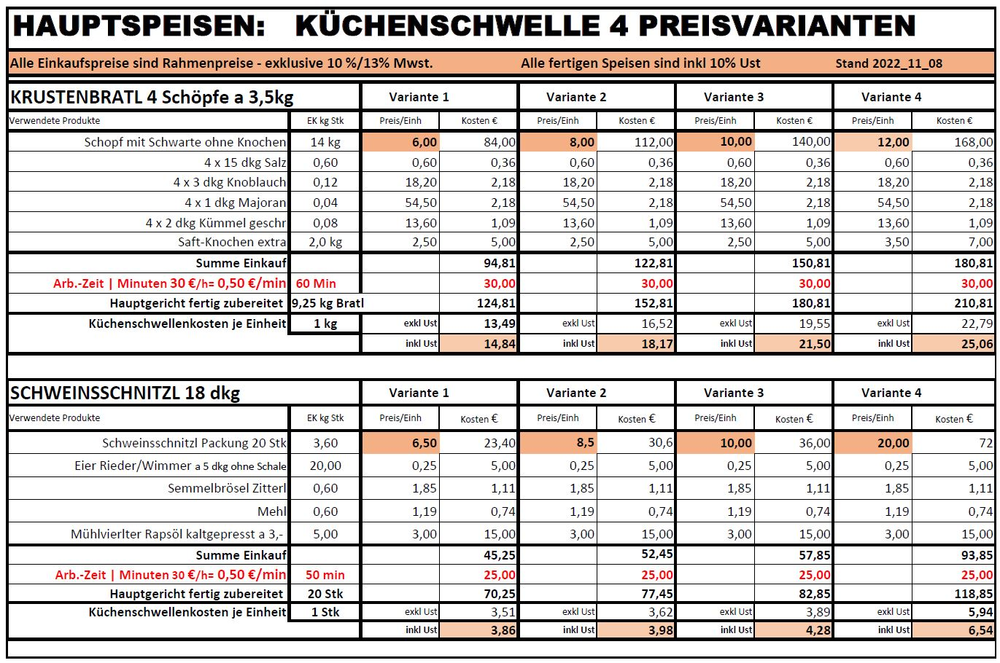 HAUPTSPEISEN: KÜCHENSCHWELLE 4 PREISVARIANTEN
Alle Einkaufspreise sind Rahmenpreise - exklusive 10 %/13% Mwst. Alle fertigen Speisen sind inkl 10% Ust Stand 2022_11_08
KRUSTENBRATL 4 Schöpfe a 3,5kg Variante 1 Variante 2 Variante 3 Variante 4
Verwendete Produkte EK kg Stk Preis/Einh Kosten € Preis/Einh Kosten € Preis/Einh Kosten € Preis/Einh Kosten €
Schopf mit Schwarte ohne Knochen 14 kg 6,00 84,00 8,00 112,00 10,00 140,00 12,00 168,00
4 x 15 dkg Salz 0,60 0,60 0,36 0,60 0,36 0,60 0,36 0,60 0,36
4 x 3 dkg Knoblauch 0,12 18,20 2,18 18,20 2,18 18,20 2,18 18,20 2,18
4 x 1 dkg Majoran 0,04 54,50 2,18 54,50 2,18 54,50 2,18 54,50 2,18
4 x 2 dkg Kümmel geschr 0,08 13,60 1,09 13,60 1,09 13,60 1,09 13,60 1,09
Saft-Knochen extra 2,0 kg 2,50 5,00 2,50 5,00 2,50 5,00 3,50 7,00
Summe Einkauf 94,81 122,81 150,81 180,81
Arb.-Zeit | Minuten 30 €/h= 0,50 €/min 60 Min 30,00 30,00 30,00 30,00
Hauptgericht fertig zubereitet 9,25 kg Bratl 124,81 152,81 180,81 210,81
Küchenschwellenkosten je Einheit 1 kg exkl Ust 13,49 exkl Ust 16,52 exkl Ust 19,55 exkl Ust 22,79
inkl Ust 14,84 inkl Ust 18,17 inkl Ust 21,50 inkl Ust 25,06
SCHWEINSSCHNITZL 18 dkg Variante 1 Variante 2 Variante 3 Variante 4
Verwendete Produkte EK kg Stk Preis/Einh Kosten € Preis/Einh Kosten € Preis/Einh Kosten € Preis/Einh Kosten €
Schweinsschnitzl Packung 20 Stk 3,60 6,50 23,40 8,5 30,6 10,00 36,00 20,00 72
Eier Rieder/Wimmer a 5 dkg ohne Schale 20,00 0,25 5,00 0,25 5,00 0,25 5,00 0,25 5,00
Semmelbrösel Zitterl 0,60 1,85 1,11 1,85 1,11 1,85 1,11 1,85 1,11
Mehl 0,60 1,19 0,74 1,19 0,74 1,19 0,74 1,19 0,74
Mühlvierlter Rapsöl kaltgepresst a 3,- 5,00 3,00 15,00 3,00 15,00 3,00 15,00 3,00 15,00
Summe Einkauf 45,25 52,45 57,85 93,85
Arb.-Zeit | Minuten 30 €/h= 0,50 €/min 50 min 25,00 25,00 25,00 25,00
Hauptgericht fertig zubereitet 20 Stk 70,25 77,45 82,85 118,85
Küchenschwellenkosten je Einheit 1 Stk exkl Ust 3,51 exkl Ust 3,62 exkl Ust 3,89 exkl Ust 5,94
inkl Ust 3,86 inkl Ust 3,98 inkl Ust 4,28 inkl Ust 6,54